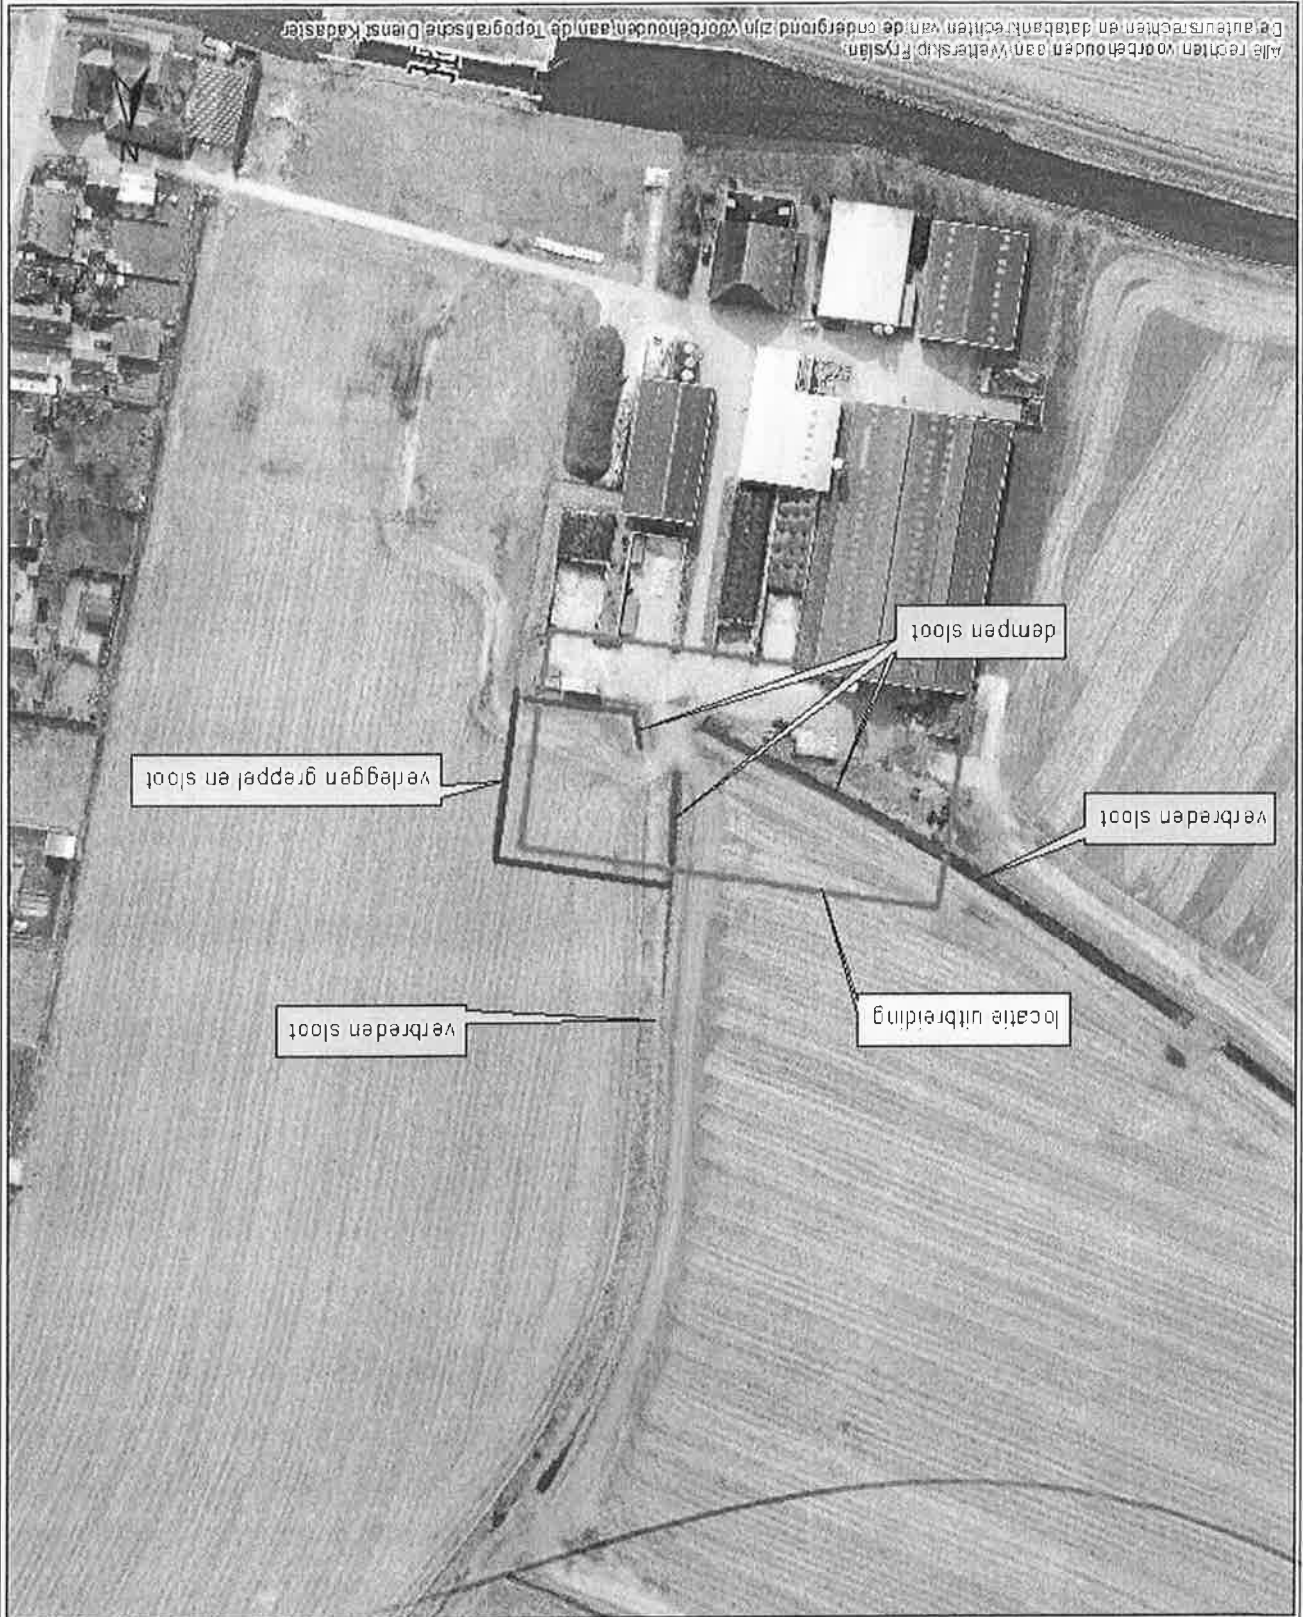 verbreden sloot
locatie uitbreiding
verbreden sloot
verleggen greppel en sloot
dempen sloot
N
Alle rechten voorbehouden aan Wetterskip Fryslân.
De auteursrechten en databankrechten van de ondergrond zijn voorbehouden aan de Topografische Dienst Kadaster